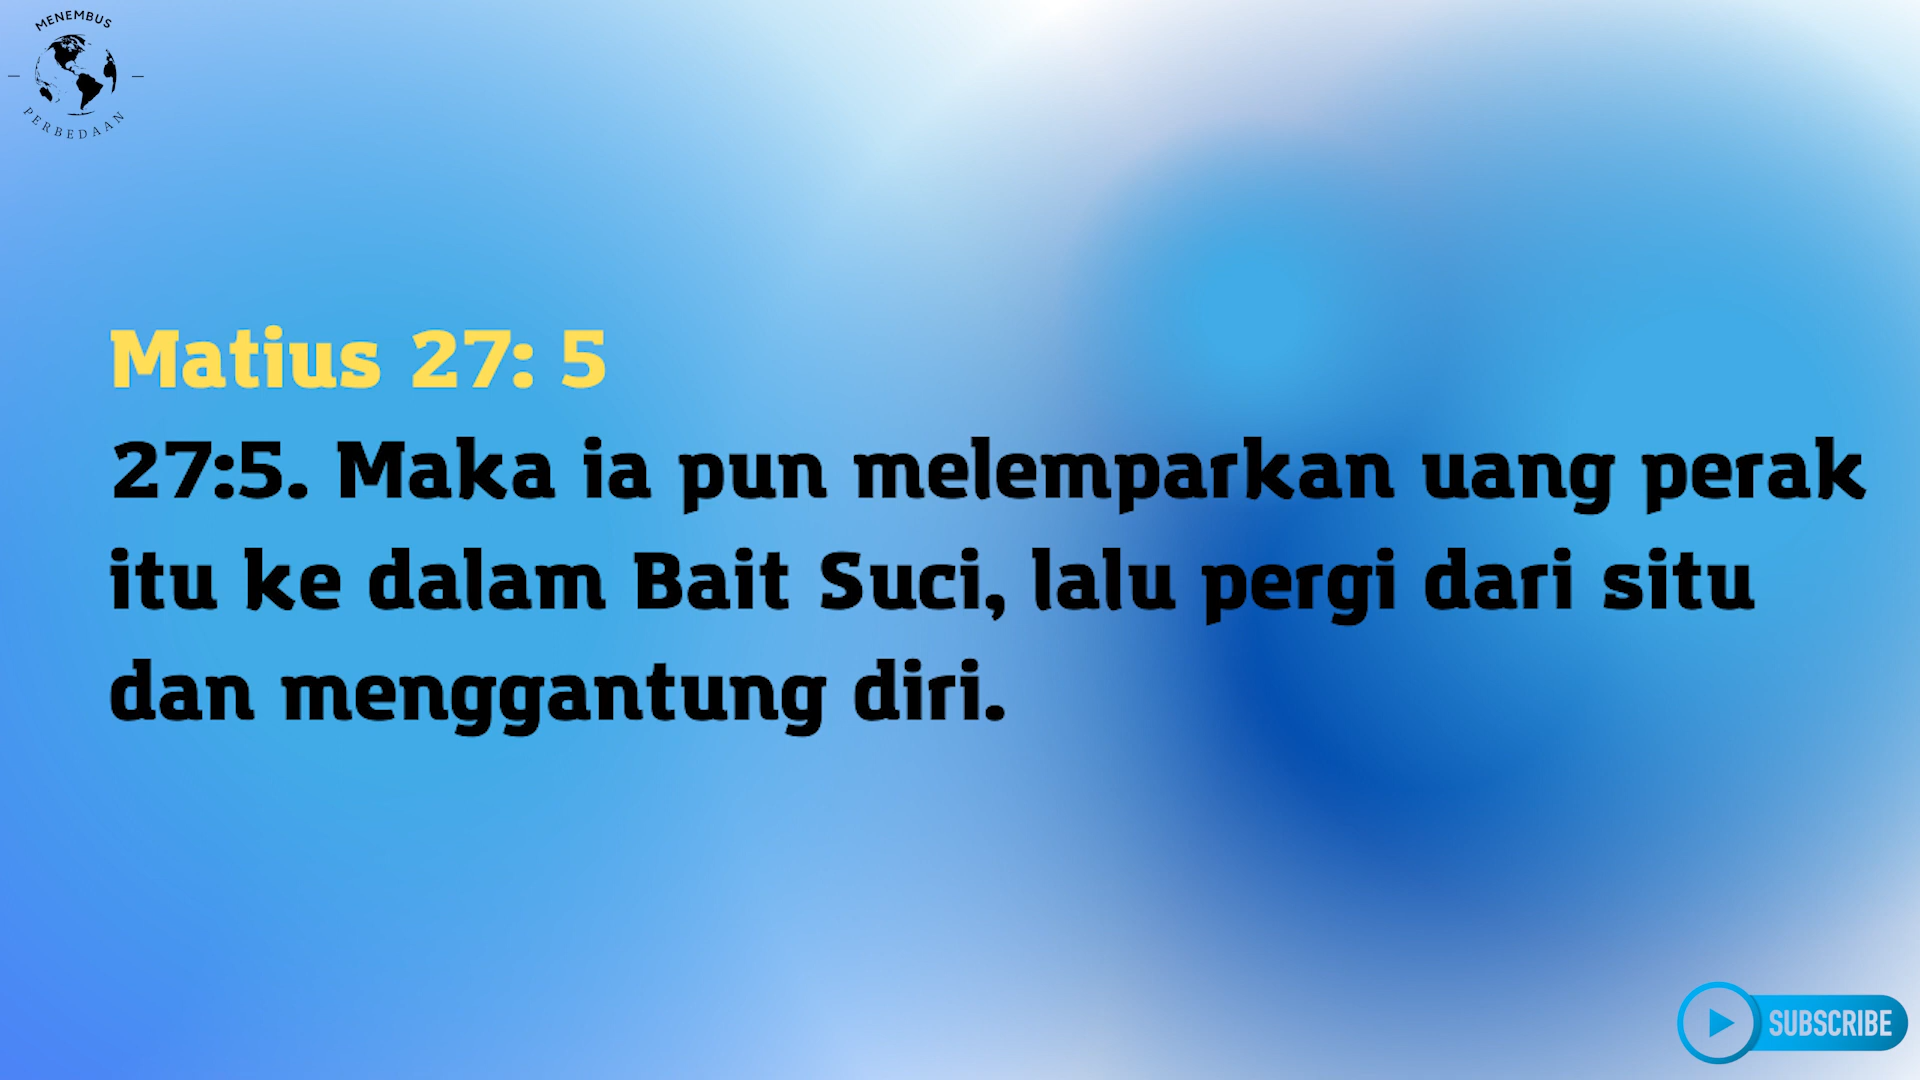 MENEMBUS
PERBEDAAN
Matius 27: 5
27:5. Maka ia pun melemparkan uang perak
itu ke dalam Bait Suci, lalu pergi dari situ
dan menggantung diri.
SUBSCRIBE